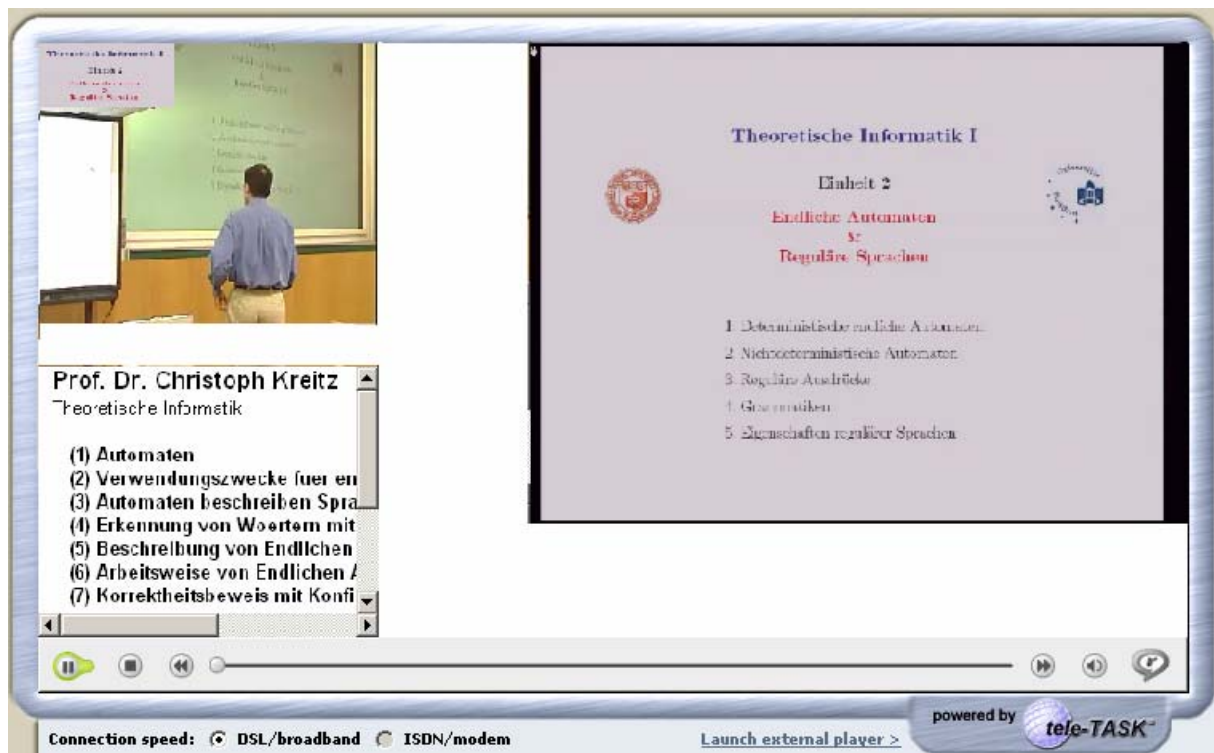 Theoretische Informatik I
Einheit 2
Endliche Automaten
&
Reguläre Sprachen
1. Deterministische endliche Automaten
2. Nichtdeterministische Automaten
3. Reguläre Ausdrücke
4. Grammatiken
5. Eigenschaften regulärer Sprachen
Prof. Dr. Christoph Kreitz
Theoretische Informatik
(1) Automaten
(2) Verwendungszwecke fuer en
(3) Automaten beschreiben Spra
(4) Erkennung von Woertern mit
(5) Beschreibung von Endlichen
(6) Arbeitsweise von Endlichen A
(7) Korrektheitsbeweis mit Konfi
Connection speed: DSL/broadband ISDN/modem
Launch external player >
powered by
tele-TASK